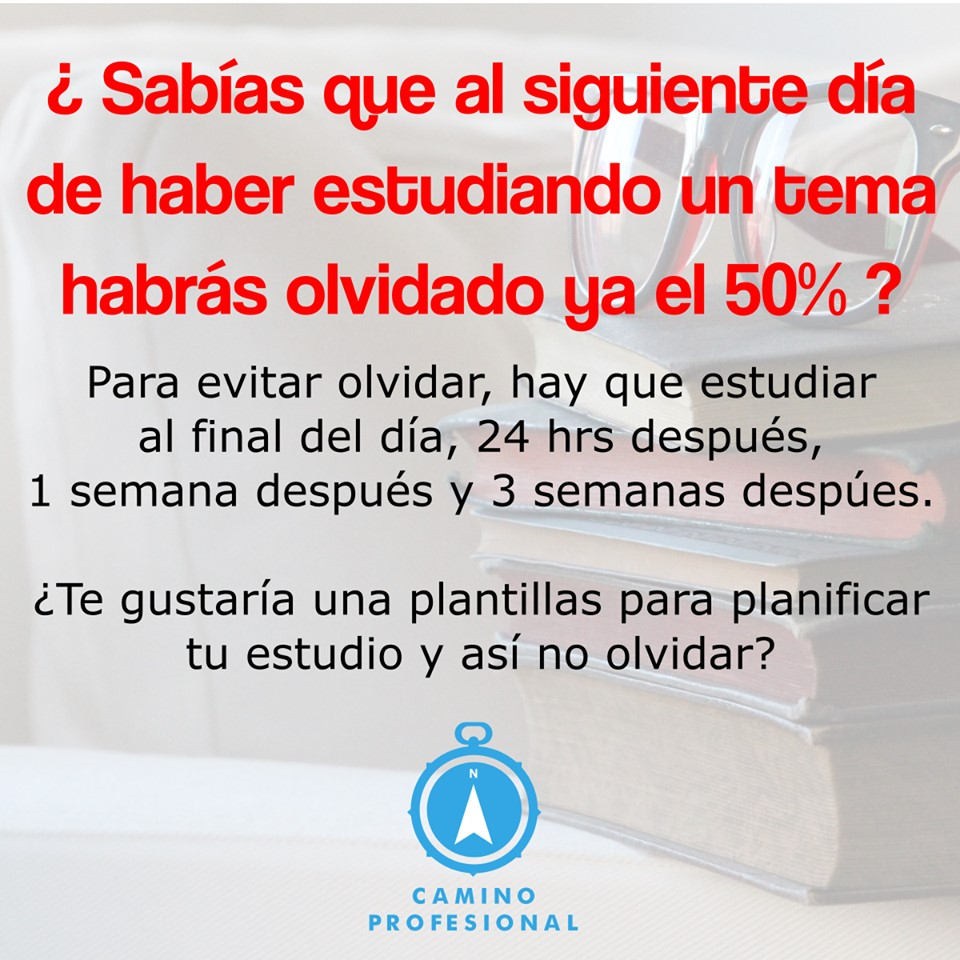 ¿ Sabías que al siguiente día
de haber estudiando un tema
habrás olvidado ya el 50% ?
Para evitar olvidar, hay que estudiar
al final del día, 24 hrs después,
1 semana después y 3 semanas despúes.
¿Te gustaría una plantillas para planificar
tu estudio y así no olvidar?
N
CAMINO
PROFESIONAL